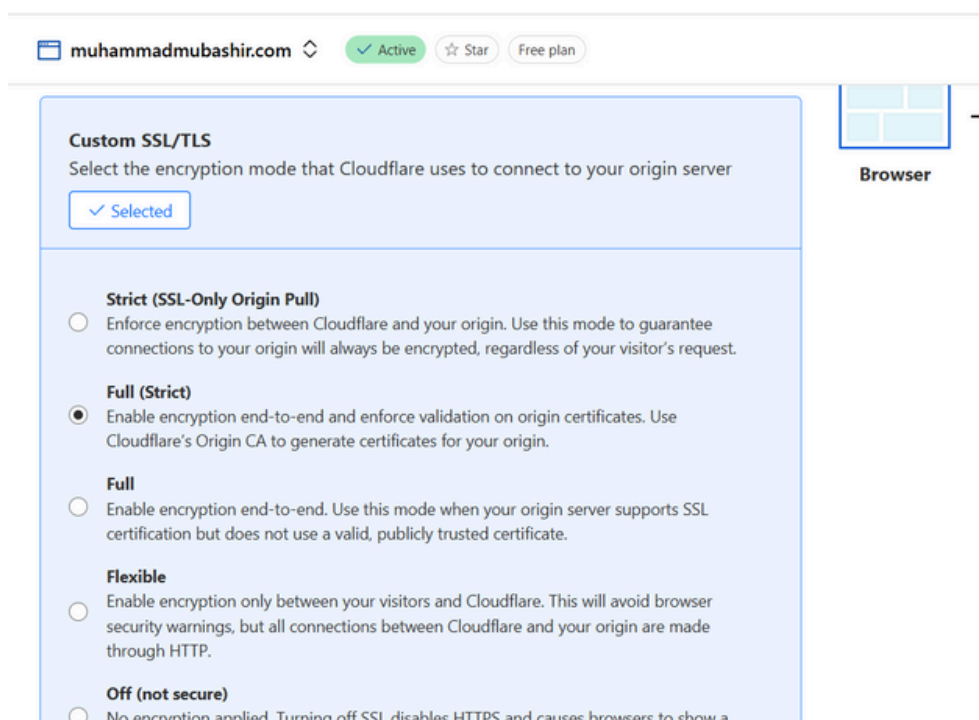 muhammadmubashir.com Active Star Free plan
Custom SSL/TLS
Select the encryption mode that Cloudflare uses to connect to your origin server
Selected
Browser
Strict (SSL-Only Origin Pull)
Enforce encryption between Cloudflare and your origin. Use this mode to guarantee
connections to your origin will always be encrypted, regardless of your visitor's request.
Full (Strict)
Enable encryption end-to-end and enforce validation on origin certificates. Use
Cloudflare's Origin CA to generate certificates for your origin.
Full
Enable encryption end-to-end. Use this mode when your origin server supports SSL
certification but does not use a valid, publicly trusted certificate.
Flexible
Enable encryption only between your visitors and Cloudflare. This will avoid browser
security warnings, but all connections between Cloudflare and your origin are made
through HTTP.
Off (not secure)
No encryption applied. Turning off SSL disables HTTPS and causes browsers to show a